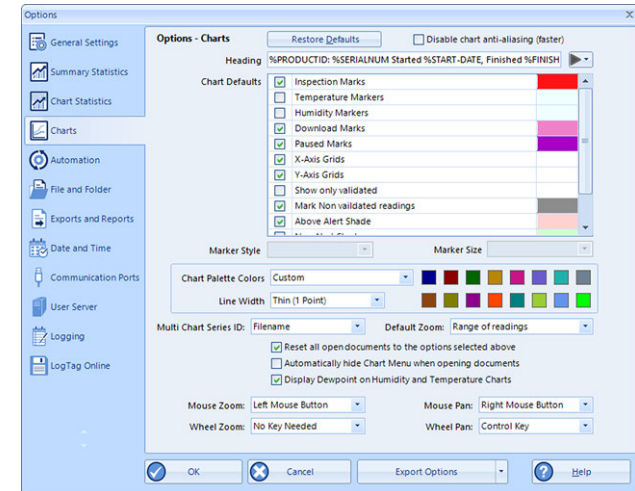 Options
General Settings
Summary Statistics
Chart Statistics
Charts
Automation
File and Folder
Exports and Reports
Date and Time
Communication Ports
User Server
Logging
LogTag Online
Options - Charts
Restore Defaults
Disable chart anti-aliasing (faster)
Heading %PRODUCTID: %SERIALNUM Started %START-DATE, Finished %FINISH
Chart Defaults
Inspection Marks
Temperature Markers
Humidity Markers
Download Marks
Paused Marks
X-Axis Grids
Y-Axis Grids
Show only validated
Mark Non vaildated readings
Above Alert Shade
Marker Style
Marker Size
Chart Palette Colors Custom
Line Width Thin (1 Point)
Multi Chart Series ID: Filename
Default Zoom: Range of readings
Reset all open documents to the options selected above
Automatically hide Chart Menu when opening documents
Display Dewpoint on Humidity and Temperature Charts
Mouse Zoom: Left Mouse Button
Mouse Pan: Right Mouse Button
Wheel Zoom: No Key Needed
Wheel Pan: Control Key
OK
Cancel
Export Options
Help